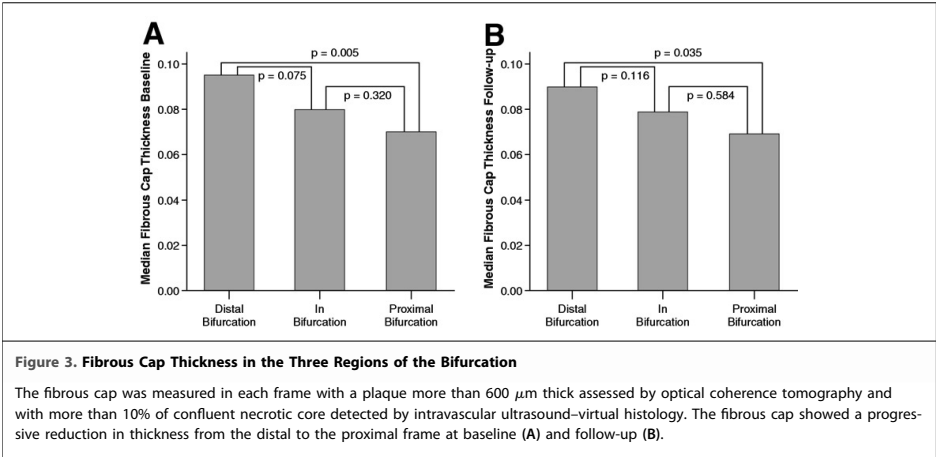 A
Median Fibrous Cap Thickness Baseline
0.10
0.08
0.06
0.04
0.02
0.00
p = 0.005
p = 0.075
p = 0.320
Distal
Bifurcation
In
Bifurcation
Proximal
Bifurcation
B
Median Fibrous Cap Thickness Follow-up
0.10
0.08
0.06
0.04
0.02
0.00
p = 0.035
p = 0.116
p = 0.584
Distal
Bifurcation
In
Bifurcation
Proximal
Bifurcation
Figure 3. Fibrous Cap Thickness in the Three Regions of the Bifurcation
The fibrous cap was measured in each frame with a plaque more than 600 μm thick assessed by optical coherence tomography and
with more than 10% of confluent necrotic core detected by intravascular ultrasound–virtual histology. The fibrous cap showed a progres-
sive reduction in thickness from the distal to the proximal frame at baseline (A) and follow-up (B).